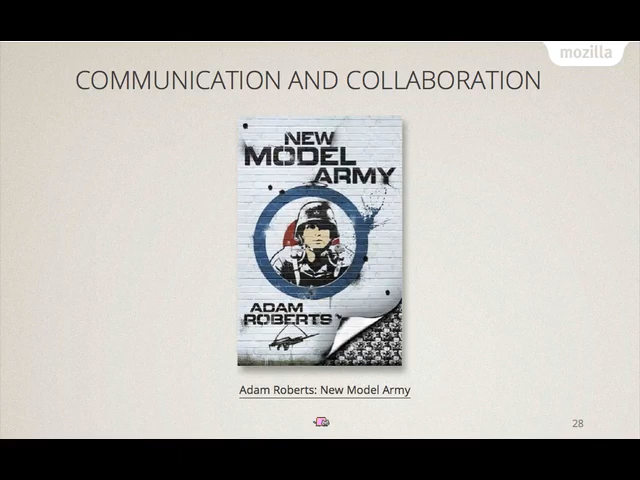 mozilla
COMMUNICATION AND COLLABORATION
NEW
MODEL
ARMY
ADAM
ROBERTS
Adam Roberts: New Model Army
28